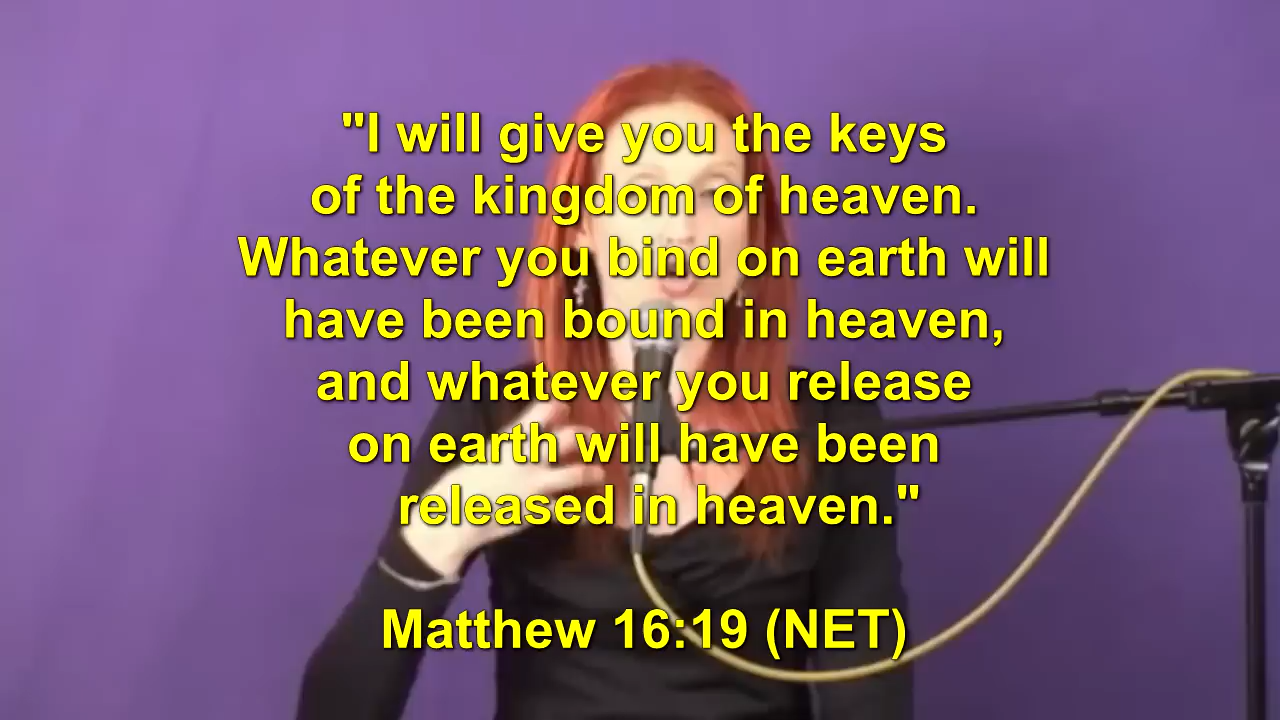 "I will give you the keys
of the kingdom of heaven.
Whatever you bind on earth will
have been bound in heaven,
and whatever you release
on earth will have been
released in heaven."
Matthew 16:19 (NET)